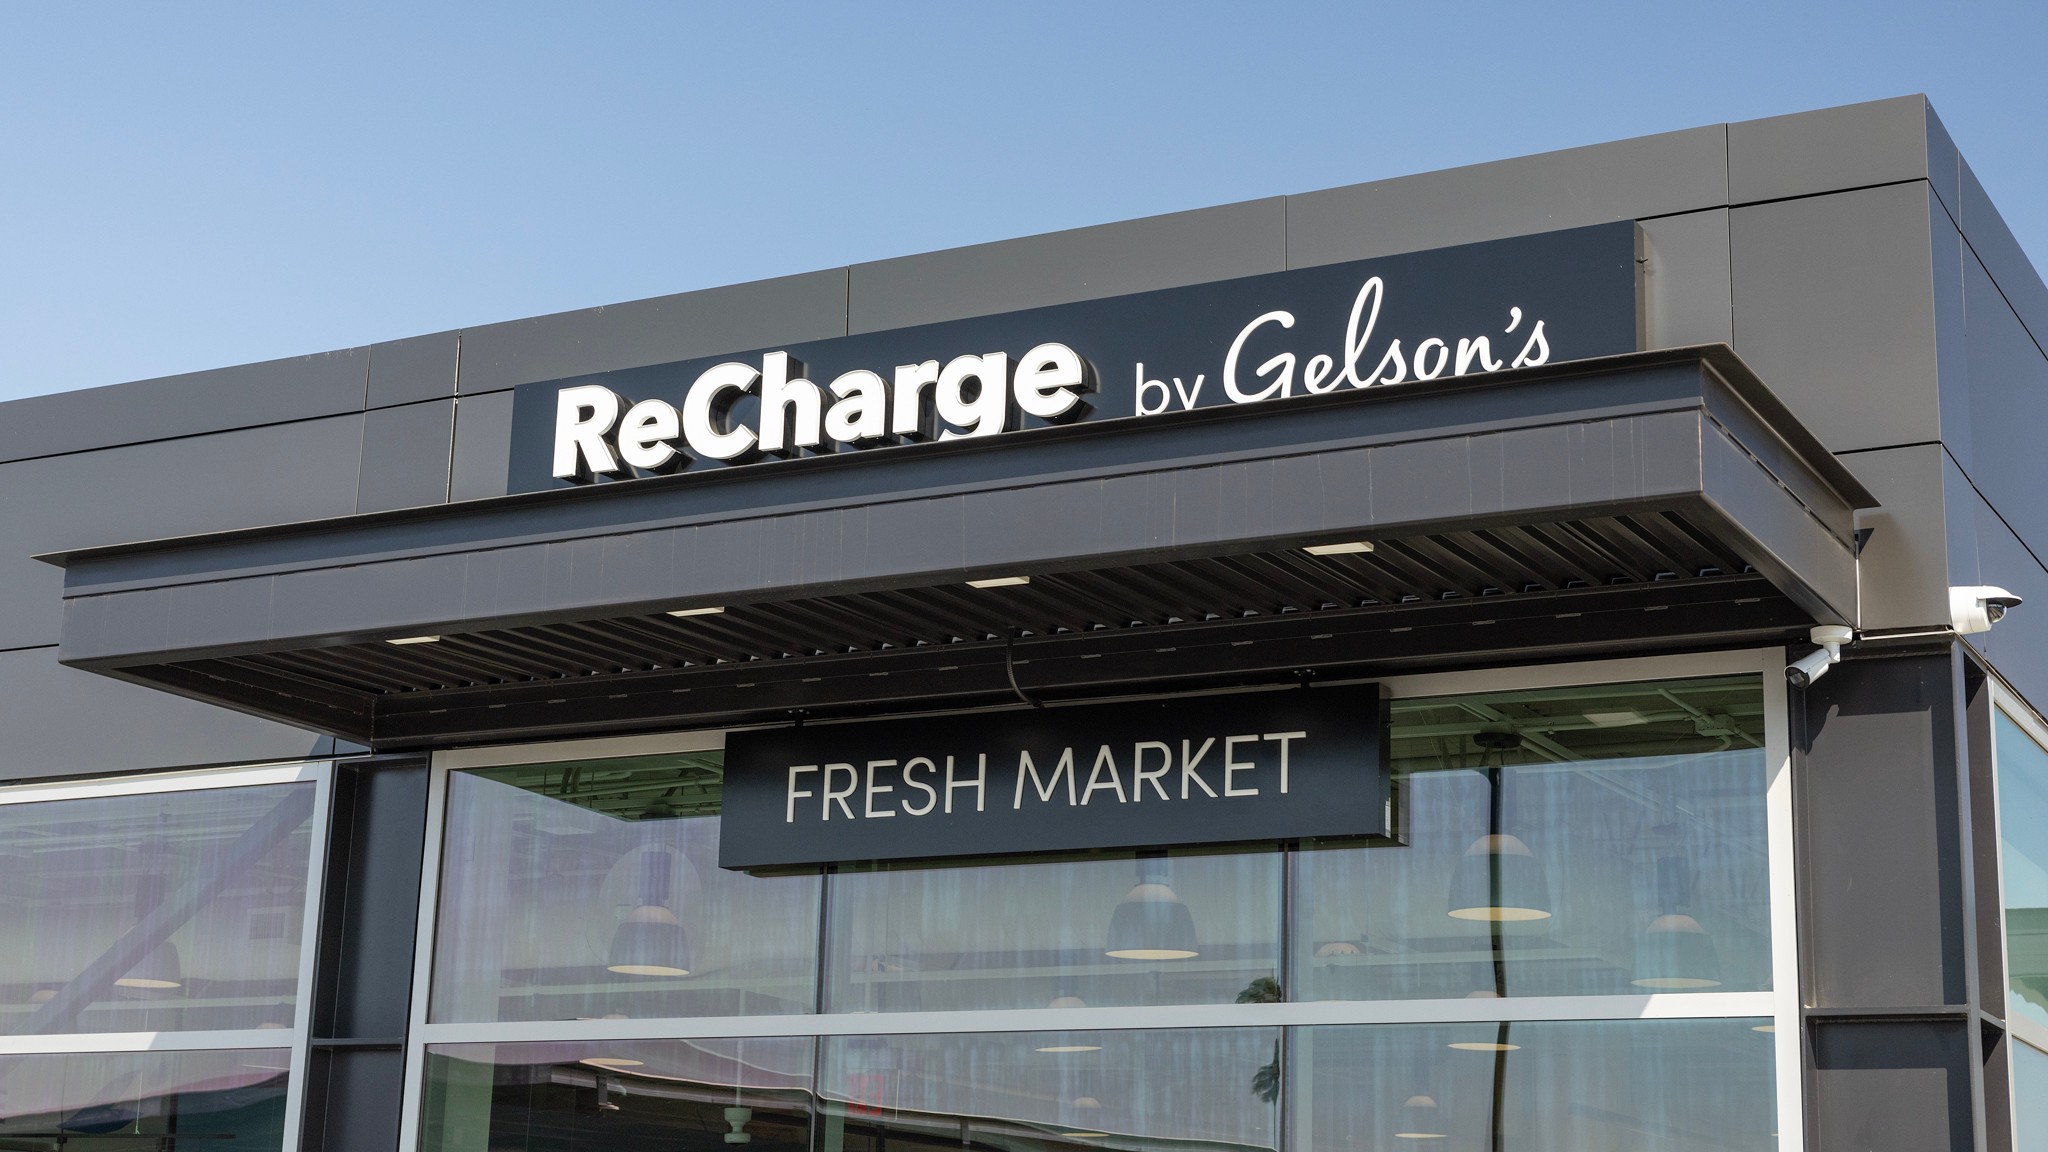 ReCharge by Gelson's
FRESH MARKET